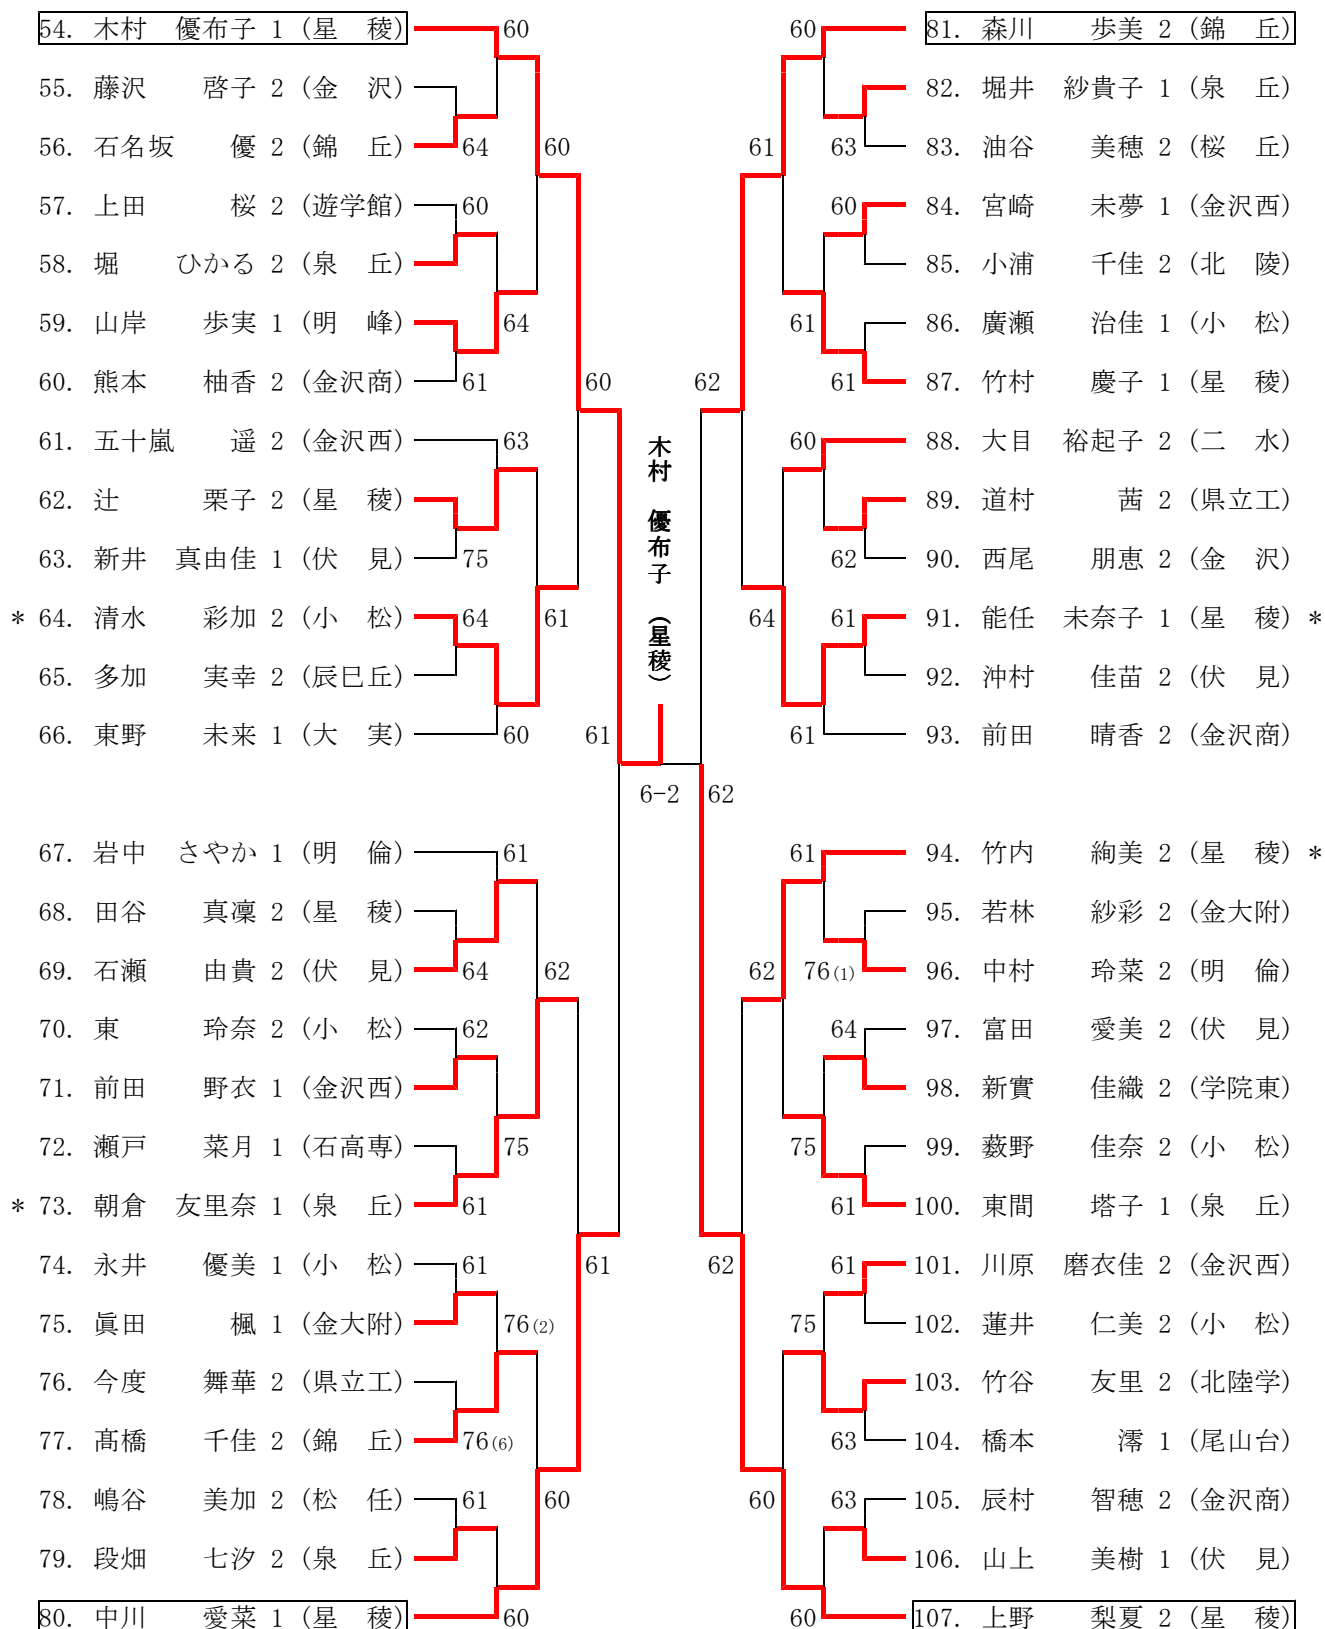 54. 木村 優布子 1 (星 稜) 60
55. 藤沢 啓子 2 (金 沢)
56. 石名坂 優 2 (錦 丘) 64 60
57. 上田 桜 2 (遊学館) 60
58. 堀 ひかる 2 (泉 丘)
59. 山岸 歩実 1 (明 峰) 64
60. 熊本 柚香 2 (金沢商) 61 60
61. 五十嵐 遥 2 (金沢西) 63
62. 辻 栗子 2 (星 稜)
63. 新井 真由佳 1 (伏 見) 75
* 64. 清水 彩加 2 (小 松) 64 61
65. 多加 実幸 2 (辰巳丘)
66. 東野 未来 1 (大 実) 60 61
67. 岩中 さやか 1 (明 倫) 61
68. 田谷 真凜 2 (星 稜)
69. 石瀬 由貴 2 (伏 見) 64 62
70. 東 玲奈 2 (小 松) 62
71. 前田 野衣 1 (金沢西)
72. 瀬戸 菜月 1 (石高専) 75
* 73. 朝倉 友里奈 1 (泉 丘) 61
74. 永井 優美 1 (小 松) 61 61
75. 眞田 楓 1 (金大附) 76(2)
76. 今度 舞華 2 (県立工)
77. 髙橋 千佳 2 (錦 丘) 76(6)
78. 嶋谷 美加 2 (松 任) 61 60
79. 段畑 七汐 2 (泉 丘)
80. 中川 愛菜 1 (星 稜) 60
木村 優布子 (星稜)
6-2 62
60 81. 森川 歩美 2 (錦 丘)
82. 堀井 紗貴子 1 (泉 丘)
61 63 83. 油谷 美穂 2 (桜 丘)
60 84. 宮崎 未夢 1 (金沢西)
85. 小浦 千佳 2 (北 陵)
61 86. 廣瀬 治佳 1 (小 松)
62 61 87. 竹村 慶子 1 (星 稜)
60 88. 大目 裕起子 2 (二 水)
89. 道村 茜 2 (県立工)
62 90. 西尾 朋恵 2 (金 沢)
64 61 91. 能任 未奈子 1 (星 稜) *
92. 沖村 佳苗 2 (伏 見)
61 93. 前田 晴香 2 (金沢商)
61 94. 竹内 絢美 2 (星 稜) *
95. 若林 紗彩 2 (金大附)
62 76(1) 96. 中村 玲菜 2 (明 倫)
64 97. 富田 愛美 2 (伏 見)
98. 新實 佳織 2 (学院東)
75 99. 薮野 佳奈 2 (小 松)
61 100. 東間 塔子 1 (泉 丘)
62 61 101. 川原 磨衣佳 2 (金沢西)
75 102. 蓮井 仁美 2 (小 松)
103. 竹谷 友里 2 (北陸学)
63 104. 橋本 澪 1 (尾山台)
60 63 105. 辰村 智穂 2 (金沢商)
106. 山上 美樹 1 (伏 見)
60 107. 上野 梨夏 2 (星 稜)